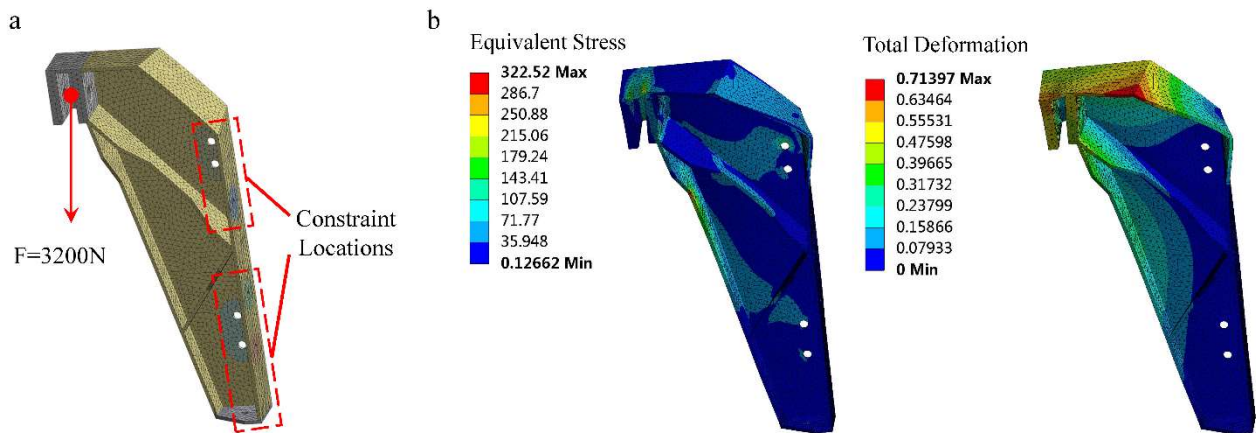 a
F=3200N
Constraint
Locations
b
Equivalent Stress
322.52 Max
286.7
250.88
215.06
179.24
143.41
107.59
71.77
35.948
0.12662 Min
Total Deformation
0.71397 Max
0.63464
0.55531
0.47598
0.39665
0.31732
0.23799
0.15866
0.07933
0 Min